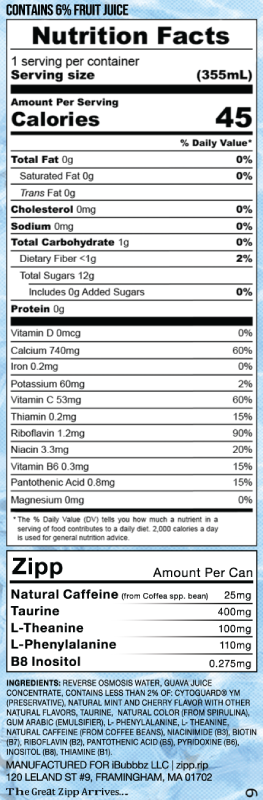 CONTAINS 6% FRUIT JUICE
Nutrition Facts
1 serving per container
Serving size (355mL)
Amount Per Serving
Calories 45
% Daily Value*
Total Fat 0g 0%
Saturated Fat 0g 0%
Trans Fat 0g
Cholesterol 0mg 0%
Sodium 0mg 0%
Total Carbohydrate 1g 0%
Dietary Fiber <1g 2%
Total Sugars 12g
Includes 0g Added Sugars 0%
Protein 0g
Vitamin D 0mcg 0%
Calcium 740mg 60%
Iron 0.2mg 0%
Potassium 60mg 2%
Vitamin C 53mg 60%
Thiamin 0.2mg 15%
Riboflavin 1.2mg 90%
Niacin 3.3mg 20%
Vitamin B6 0.3mg 15%
Pantothenic Acid 0.8mg 15%
Magnesium 0mg 0%
* The % Daily Value (DV) tells you how much a nutrient in a
serving of food contributes to a daily diet. 2,000 calories a day
is used for general nutrition advice.
Zipp Amount Per Can
Natural Caffeine (from Coffea spp. bean) 25mg
Taurine 400mg
L-Theanine 100mg
L-Phenylalanine 110mg
B8 Inositol 0.275mg
INGREDIENTS: REVERSE OSMOSIS WATER, GUAVA JUICE
CONCENTRATE, CONTAINS LESS THAN 2% OF: CYTOGUARD® YM
(PRESERVATIVE), NATURAL MINT AND CHERRY FLAVOR WITH OTHER
NATURAL FLAVORS, TAURINE, NATURAL COLOR (FROM SPIRULINA),
GUM ARABIC (EMULSIFIER), L- PHENYLALANINE, L- THEANINE,
NATURAL CAFFEINE (FROM COFFEE BEANS), NIACINIMIDE (B3), BIOTIN
(B7), RIBOFLAVIN (B2), PANTOTHENIC ACID (B5), PYRIDOXINE (B6),
INOSITOL (B8), THIAMINE (B1).
MANUFACTURED FOR iBubbbz LLC | zipp.rip
120 LELAND ST #9, FRAMINGHAM, MA 01702
The Great Zipp Arrives...